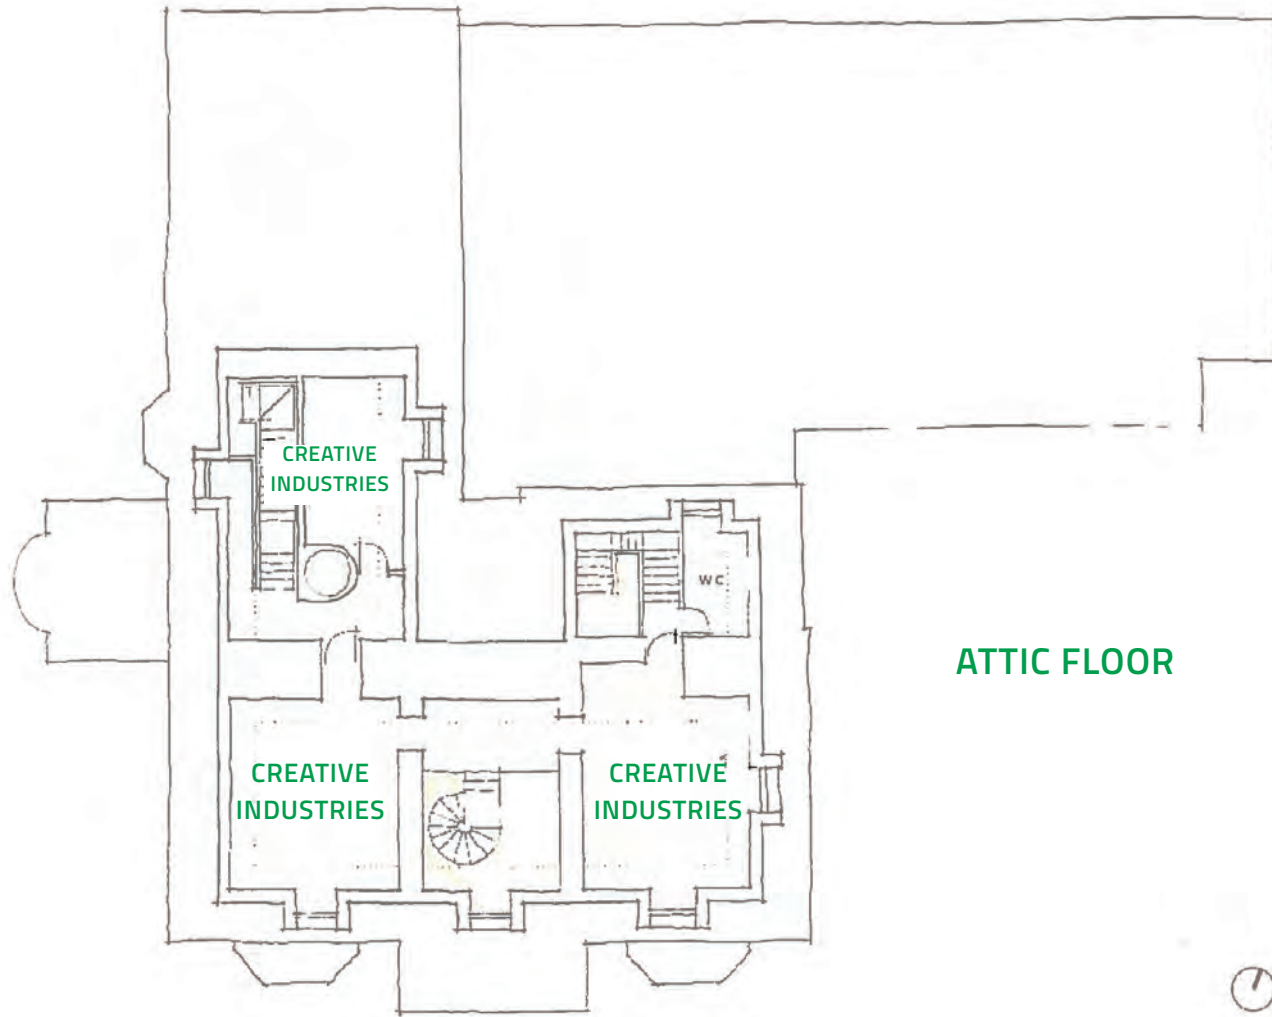 CREATIVE
INDUSTRIES
WC
ATTIC FLOOR
CREATIVE
INDUSTRIES
CREATIVE
INDUSTRIES